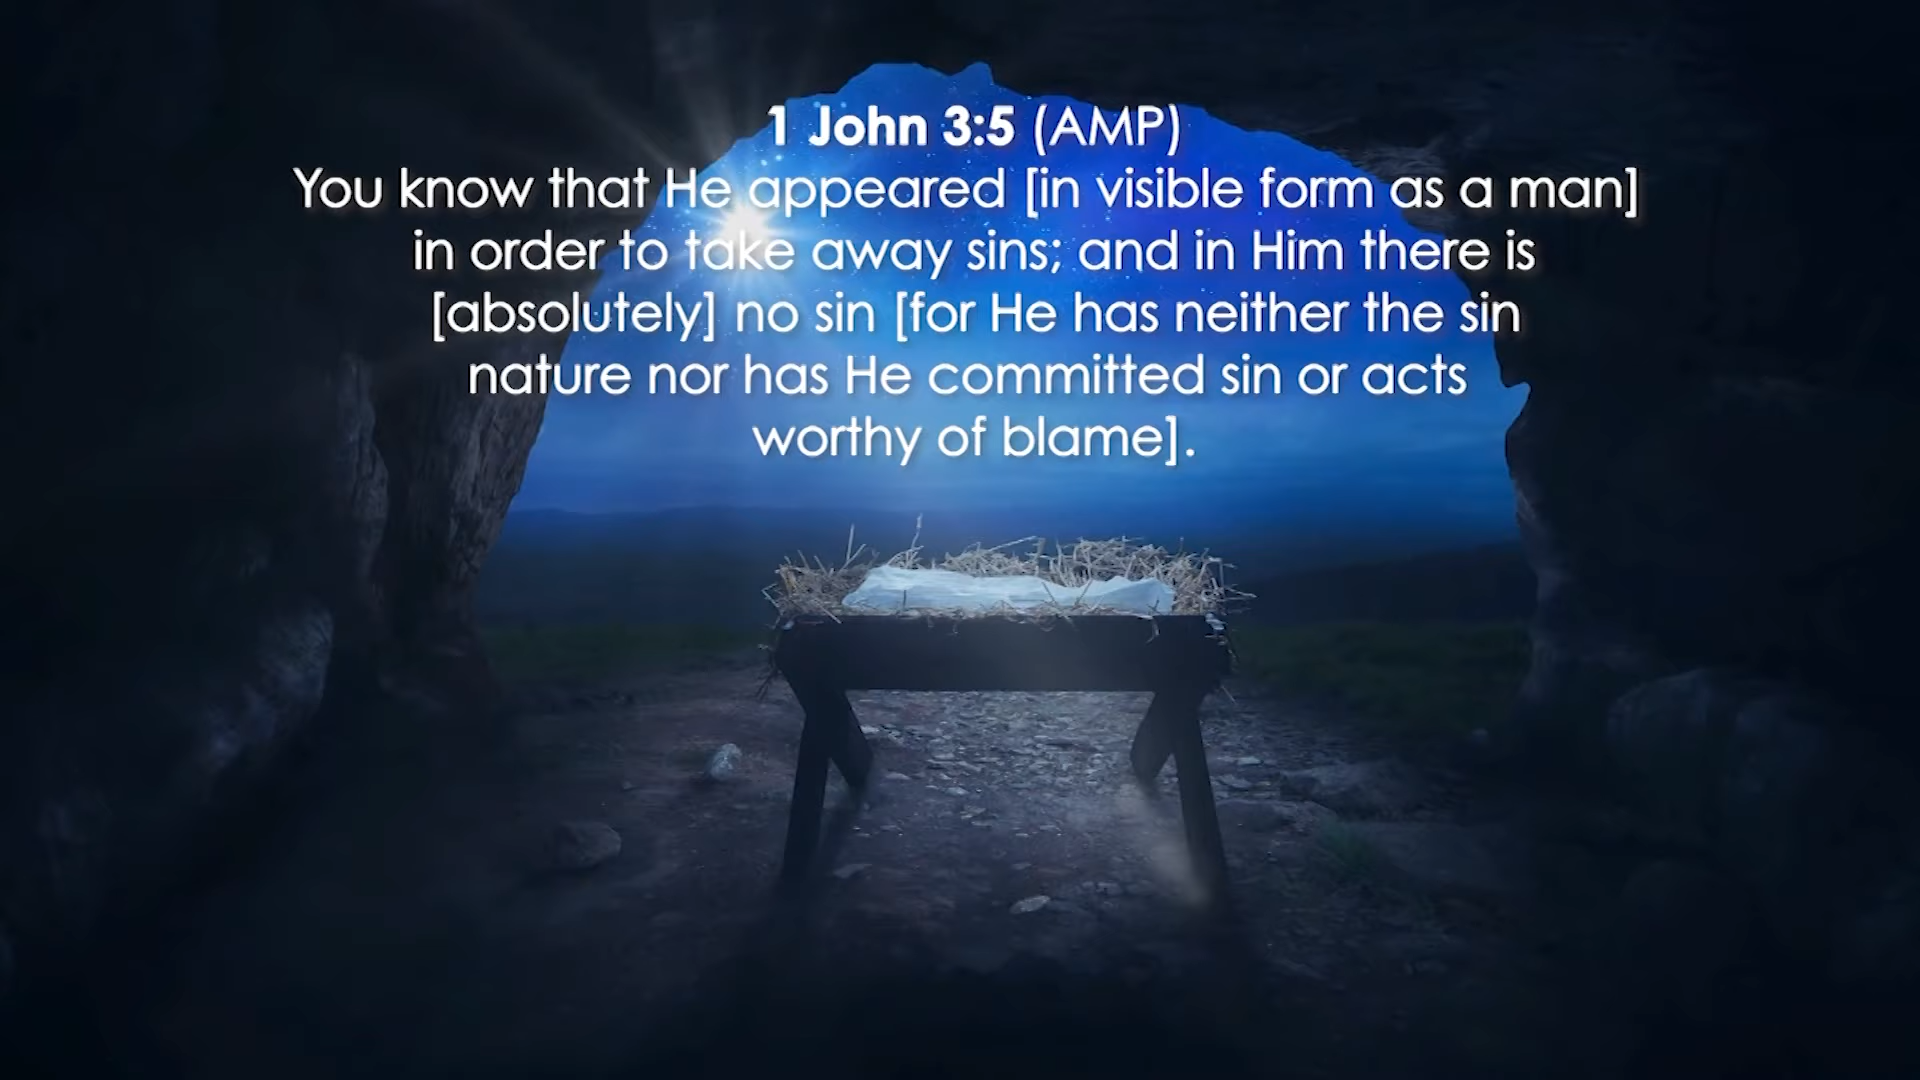 1 John 3:5 (AMP)
You know that He appeared [in visible form as a man]
in order to take away sins; and in Him there is
[absolutely] no sin [for He has neither the sin
nature nor has He committed sin or acts
worthy of blame].